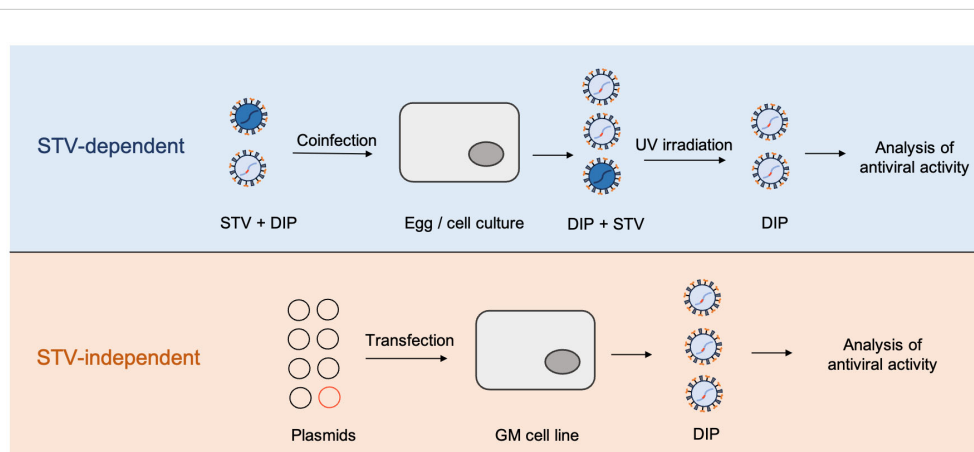 STV-dependent
Coinfection
UV irradiation
Analysis of
antiviral activity
STV + DIP
Egg / cell culture
DIP + STV
DIP
STV-independent
Transfection
Analysis of
antiviral activity
Plasmids
GM cell line
DIP